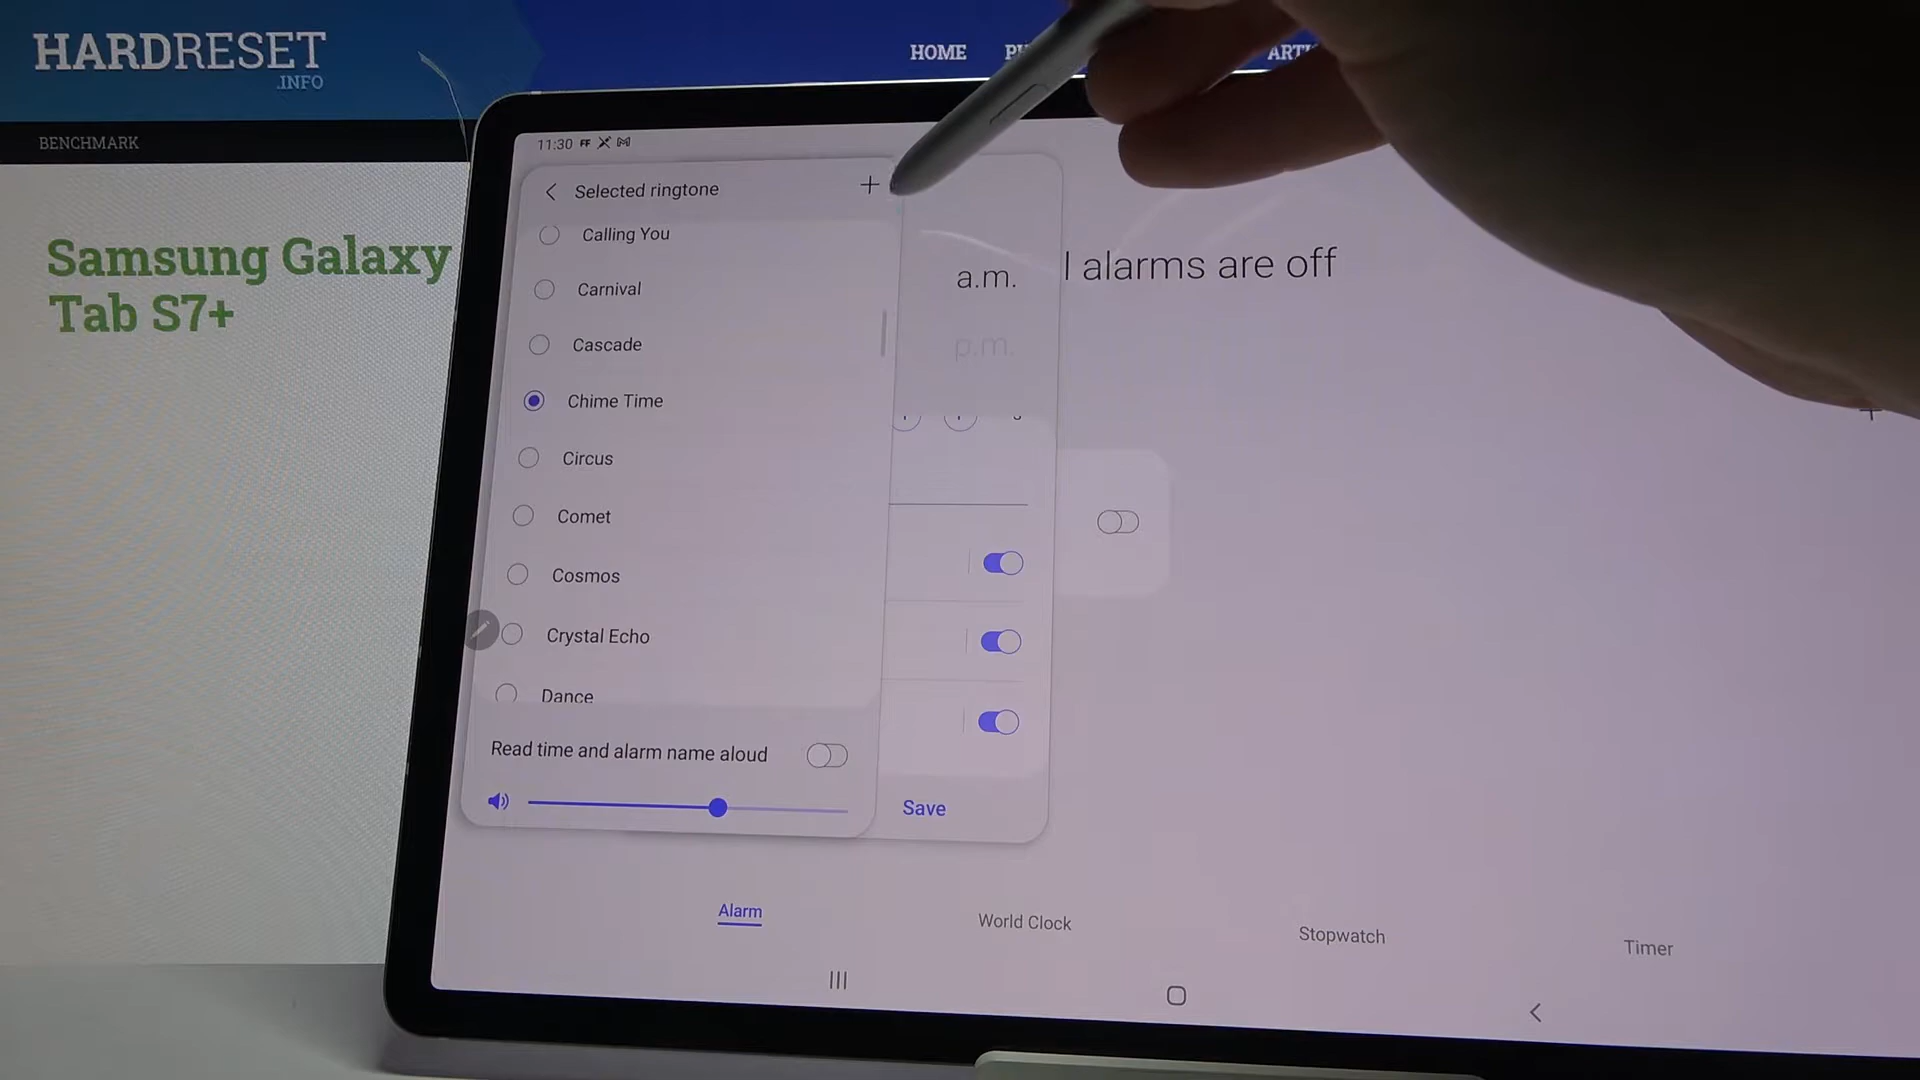 HARDRESET
.INFO
HOME
BENCHMARK
Samsung Galaxy
Tab S7+
11:30
Selected ringtone
Calling You
Carnival
Cascade
Chime Time
Circus
Comet
Cosmos
Crystal Echo
Dance
Read time and alarm name aloud
a.m.
p.m.
alarms are off
Save
Alarm
World Clock
Stopwatch
Timer